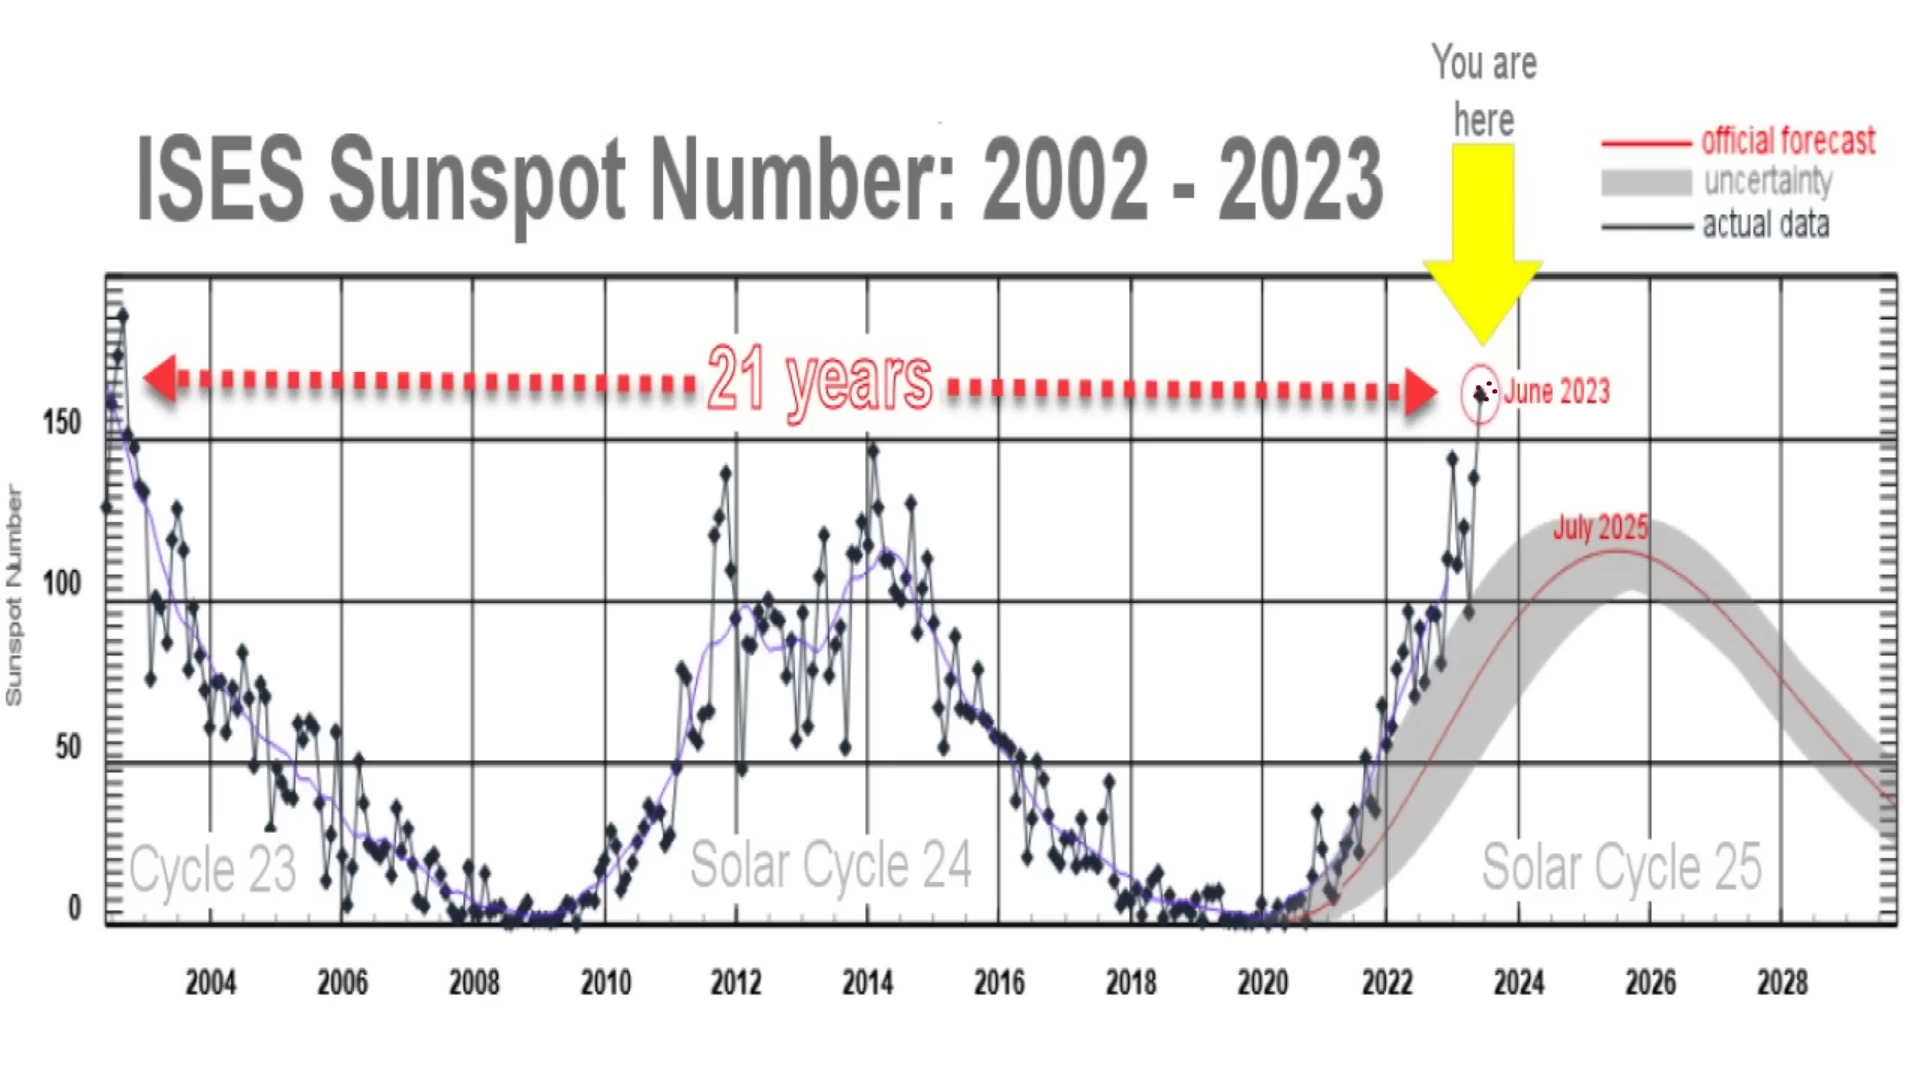 You are
here
ISES Sunspot Number: 2002 - 2023
official forecast
uncertainty
actual data
21 years
June 2023
July 2025
Sunspot Number
150
100
50
0
Cycle 23
Solar Cycle 24
Solar Cycle 25
2004 2006 2008 2010 2012 2014 2016 2018 2020 2022 2024 2026 2028